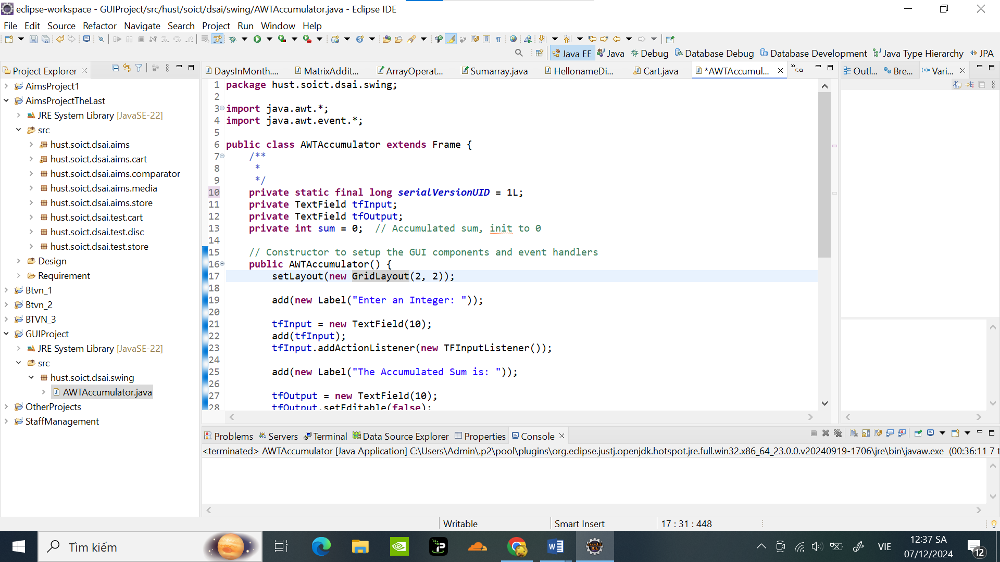 eclipse-workspace - GUIProject/src/hust/soict/dsai/swing/AWTAccumulator.java - Eclipse IDE
File Edit Source Refactor Navigate Search Project Run Window Help
Java EE Java Debug Database Debug Database Development Java Type Hierarchy JPA
Project Explorer
AimsProject1
AimsProjectTheLast
JRE System Library [JavaSE-22]
src
hust.soict.dsai.aims
hust.soict.dsai.aims.cart
hust.soict.dsai.aims.comparator
hust.soict.dsai.aims.media
hust.soict.dsai.aims.store
hust.soict.dsai.test.cart
hust.soict.dsai.test.disc
hust.soict.dsai.test.store
Design
Requirement
Btvn_1
Btvn_2
BTVN_3
GUIProject
JRE System Library [JavaSE-22]
src
hust.soict.dsai.swing
AWTAccumulator.java
OtherProjects
StaffManagement
DaysInMonth.... MatrixAddit... ArrayOperat... Sumarray.java HellonameDi... Cart.java *AWTAccumul... »20
1 package hust.soict.dsai.swing;
2
3 import java.awt.*;
4 import java.awt.event.*;
5
6 public class AWTAccumulator extends Frame {
7 /**
8 *
9 */
10 private static final long serialVersionUID = 1L;
11 private TextField tfInput;
12 private TextField tfOutput;
13 private int sum = 0; // Accumulated sum, init to 0
14
15 // Constructor to setup the GUI components and event handlers
16 public AWTAccumulator() {
17 setLayout(new GridLayout(2, 2));
18
19 add(new Label("Enter an Integer: "));
20
21 tfInput = new TextField(10);
22 add(tfInput);
23 tfInput.addActionListener(new TFInputListener());
24
25 add(new Label("The Accumulated Sum is: "));
26
27 tfOutput = new TextField(10);
28 tfOutput.setEditable(false);
Outl... Bre... Vari...
Problems Servers Terminal Data Source Explorer Properties Console
<terminated> AWTAccumulator [Java Application] C:\Users\Admin\.p2\pool\plugins\org.eclipse.justj.openjdk.hotspot.jre.full.win32.x86_64_23.0.0.v20240919-1706\jre\bin\javaw.exe (00:36:11 7 t
Writable Smart Insert 17 : 31 : 448
Tìm kiếm
VIE
12:37 SA
07/12/2024
12